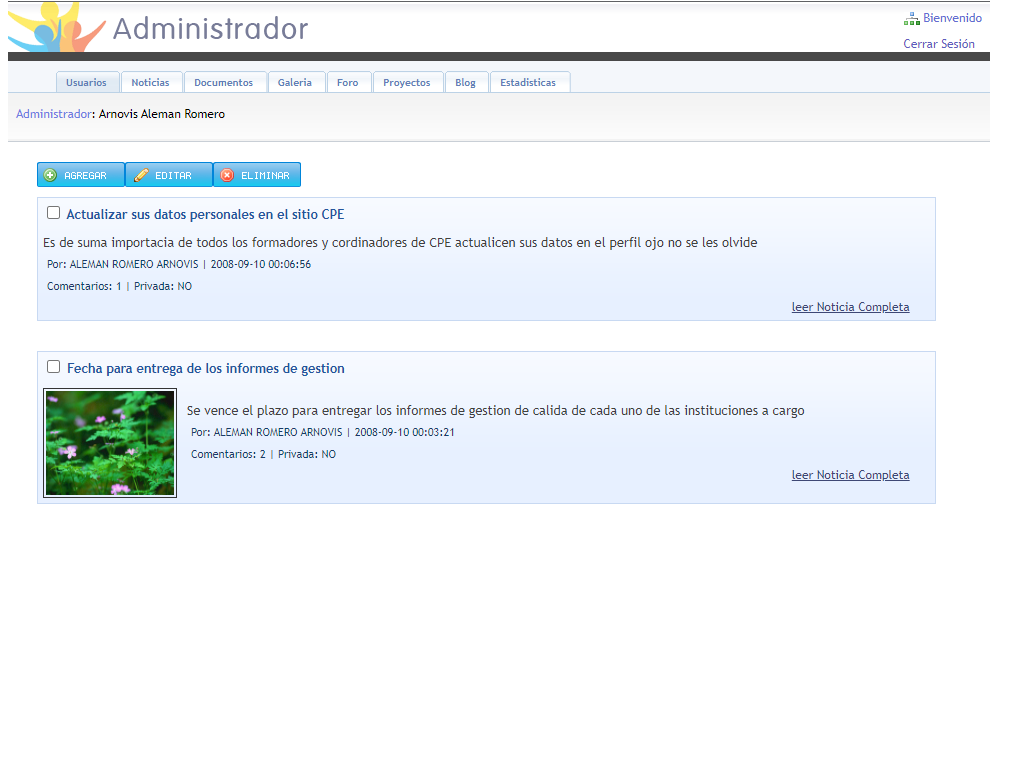 Administrador
Bienvenido
Cerrar Sesión
Usuarios Noticias Documentos Galeria Foro Proyectos Blog Estadisticas
Administrador: Arnovis Aleman Romero
AGREGAR EDITAR ELIMINAR
Actualizar sus datos personales en el sitio CPE
Es de suma importacia de todos los formadores y cordinadores de CPE actualicen sus datos en el perfil ojo no se les olvide
Por: ALEMAN ROMERO ARNOVIS | 2008-09-10 00:06:56
Comentarios: 1 | Privada: NO
leer Noticia Completa
Fecha para entrega de los informes de gestion
Se vence el plazo para entregar los informes de gestion de calida de cada uno de las instituciones a cargo
Por: ALEMAN ROMERO ARNOVIS | 2008-09-10 00:03:21
Comentarios: 2 | Privada: NO
leer Noticia Completa